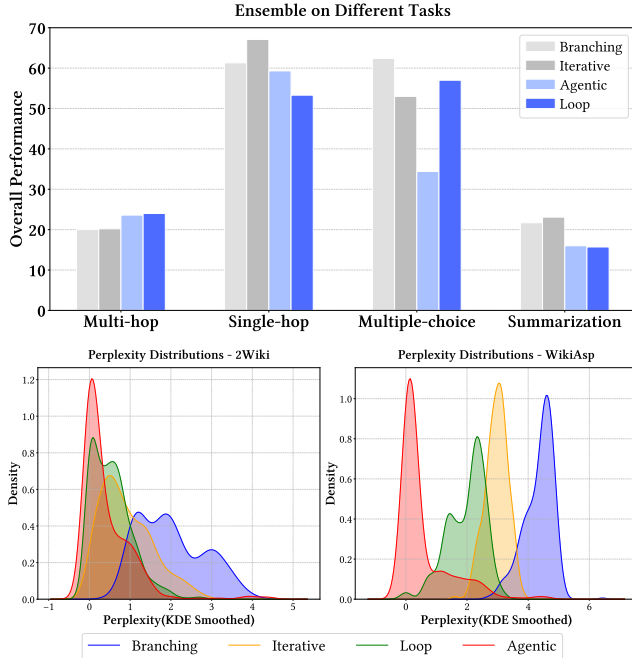 Ensemble on Different Tasks
Overall Performance
70
60
50
40
30
20
10
0
Branching
Iterative
Agentic
Loop
Multi-hop Single-hop Multiple-choice Summarization
Perplexity Distributions - 2Wiki
Density
1.2
1.0
0.8
0.6
0.4
0.2
0.0
−1 0 1 2 3 4 5
Perplexity(KDE Smoothed)
Perplexity Distributions - WikiAsp
Density
1.0
0.8
0.6
0.4
0.2
0.0
0 2 4 6
Perplexity(KDE Smoothed)
Branching Iterative Loop Agentic